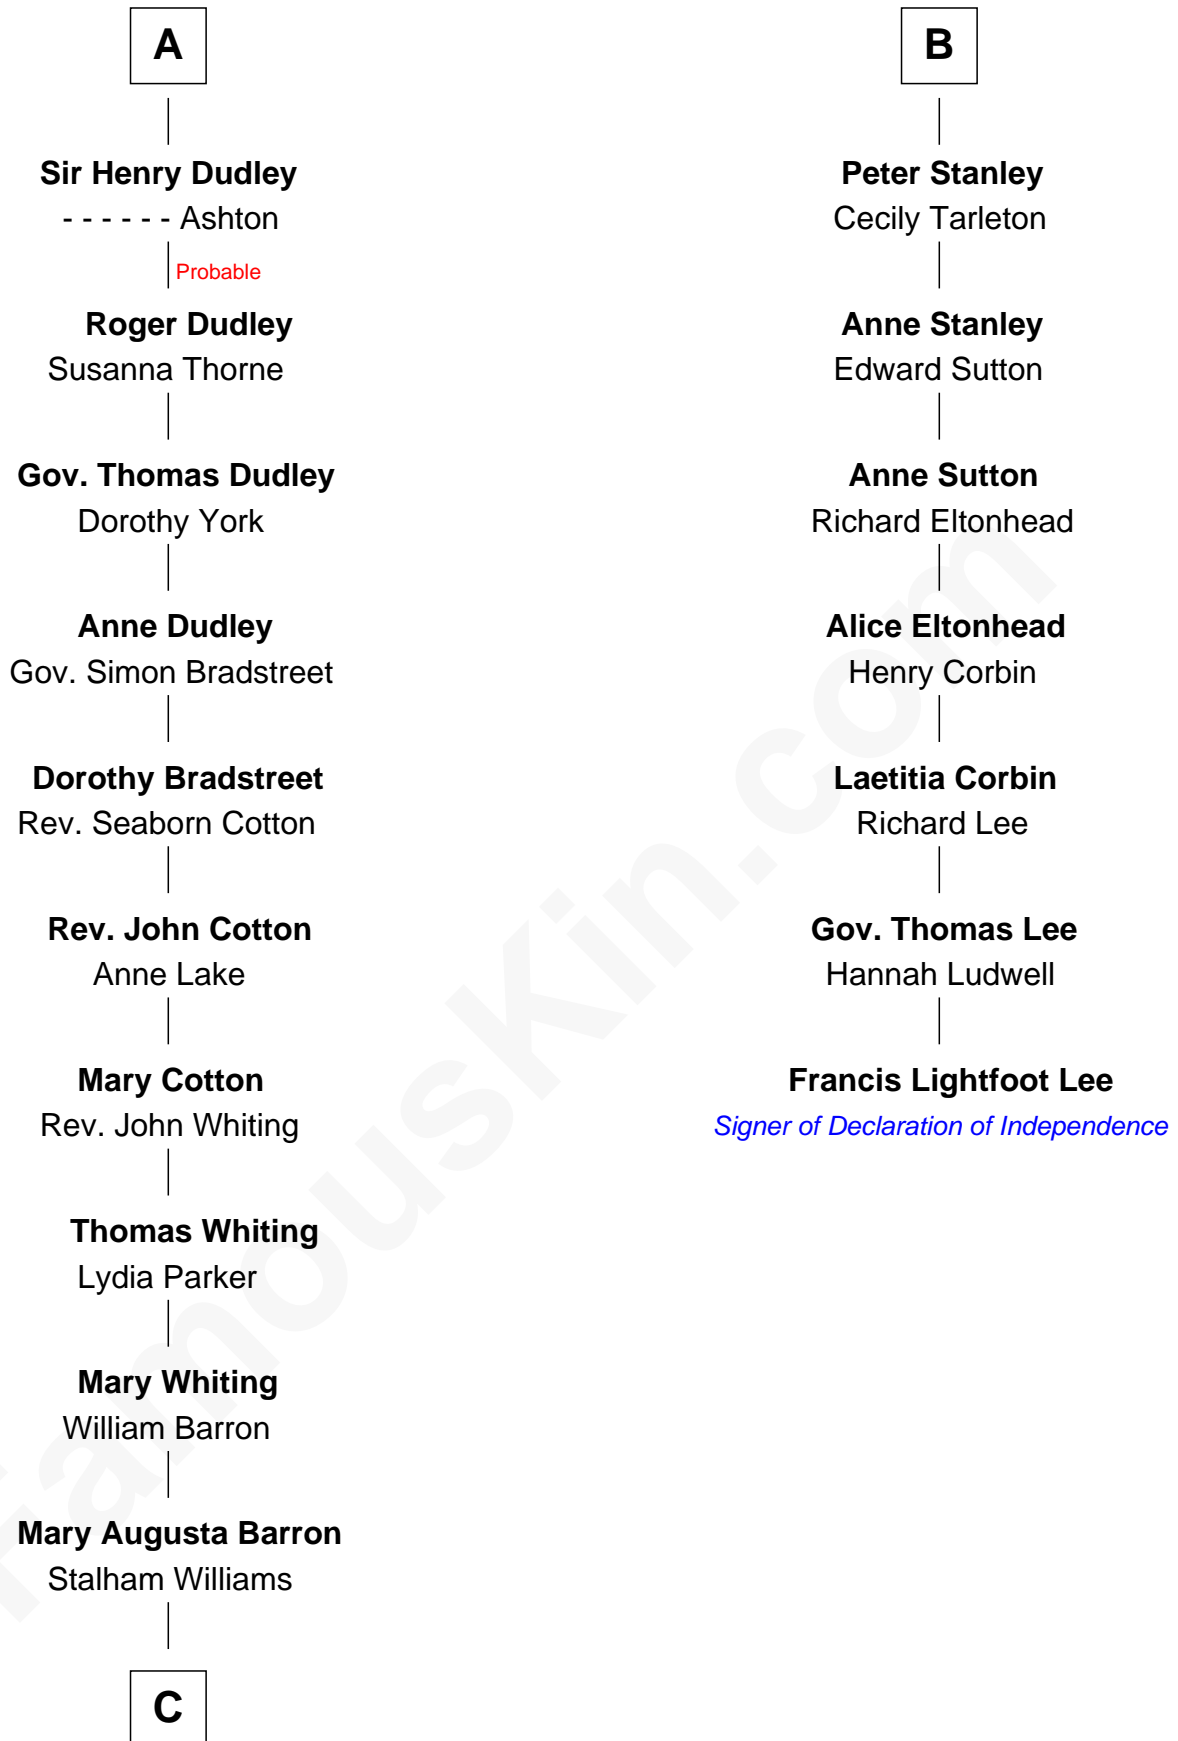 A
Sir Henry Dudley
- - - - - - Ashton
Probable
Roger Dudley
Susanna Thorne
Gov. Thomas Dudley
Dorothy York
Anne Dudley
Gov. Simon Bradstreet
Dorothy Bradstreet
Rev. Seaborn Cotton
Rev. John Cotton
Anne Lake
Mary Cotton
Rev. John Whiting
Thomas Whiting
Lydia Parker
Mary Whiting
William Barron
Mary Augusta Barron
Stalham Williams
C
B
Peter Stanley
Cecily Tarleton
Anne Stanley
Edward Sutton
Anne Sutton
Richard Eltonhead
Alice Eltonhead
Henry Corbin
Laetitia Corbin
Richard Lee
Gov. Thomas Lee
Hannah Ludwell
Francis Lightfoot Lee
Signer of Declaration of Independence
FamousKin.com